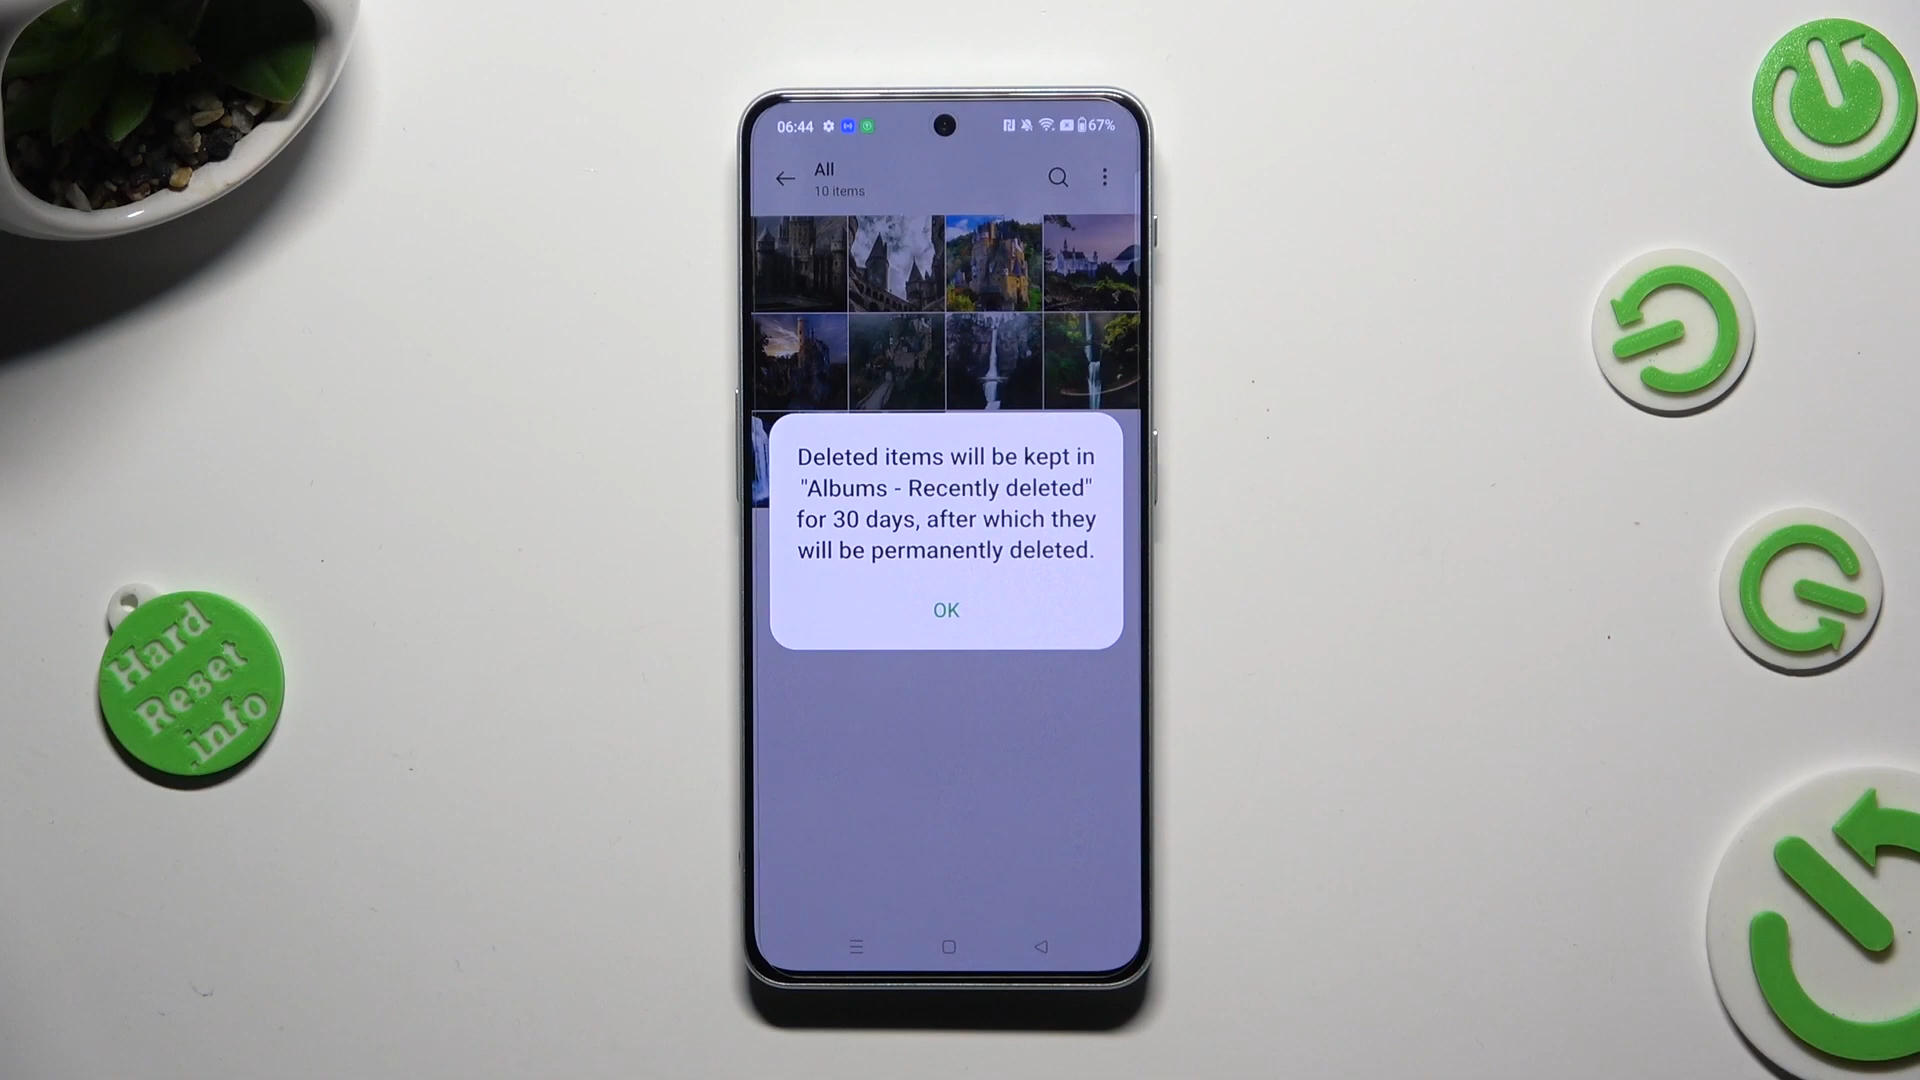 06:44
67%
All
10 items
Deleted items will be kept in
"Albums - Recently deleted"
for 30 days, after which they
will be permanently deleted.
OK
Hard
Reset
.info